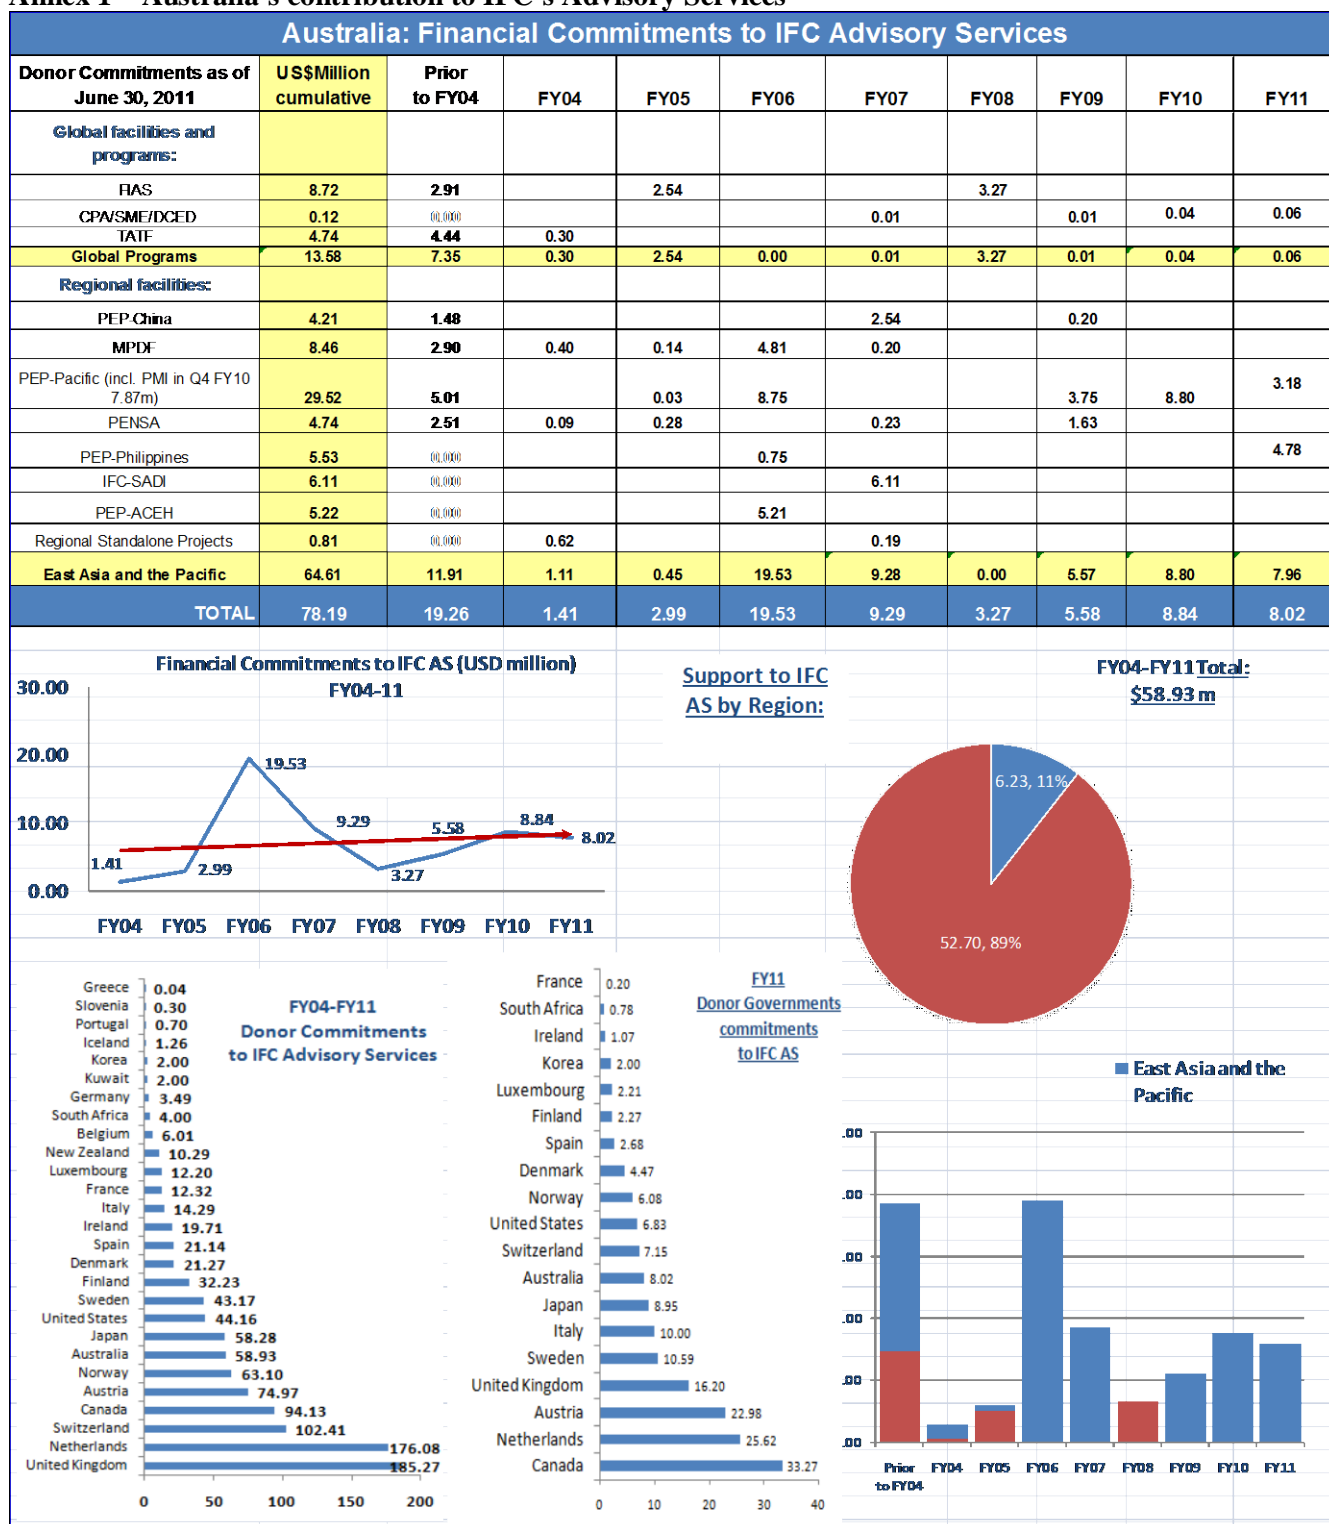 Annex 1 – Australia's contribution to IFC's Advisory Services
Australia: Financial Commitments to IFC Advisory Services
Donor Commitments as of June 30, 2011 US$Million cumulative Prior to FY04 FY04 FY05 FY06 FY07 FY08 FY09 FY10 FY11
Global facilities and programs:
FIAS 8.72 2.91 2.54 3.27
CPA/SME/DCED 0.12 0.01 0.01 0.04 0.06
TATF 4.74 4.44 0.30
Global Programs 13.58 7.35 0.30 2.54 0.00 0.01 3.27 0.01 0.04 0.06
Regional facilities:
PEP-China 4.21 1.48 2.54 0.20
MPDF 8.46 2.90 0.40 0.14 4.81 0.20
PEP-Pacific (incl. PMI in Q4 FY10 7.87m) 29.52 5.01 0.03 8.75 3.75 8.80 3.18
PENSA 4.74 2.51 0.09 0.28 0.23 1.63
PEP-Philippines 5.53 0.75 4.78
IFC-SADI 6.11 6.11
PEP-ACEH 5.22 5.21
Regional Standalone Projects 0.81 0.62 0.19
East Asia and the Pacific 64.61 11.91 1.11 0.45 19.53 9.28 0.00 5.57 8.80 7.96
TOTAL 78.19 19.26 1.41 2.99 19.53 9.29 3.27 5.58 8.84 8.02
Financial Commitments to IFC AS (USD million)
FY04-11
30.00
20.00
10.00
0.00
1.41
2.99
19.53
9.29
3.27
5.58
8.84
8.02
FY04 FY05 FY06 FY07 FY08 FY09 FY10 FY11
Support to IFC
AS by Region:
FY04-FY11 Total:
$58.93 m
6.23, 11%
52.70, 89%
FY04-FY11
Donor Commitments
to IFC Advisory Services
Greece 0.04
Slovenia 0.30
Portugal 0.70
Iceland 1.26
Korea 2.00
Kuwait 2.00
Germany 3.49
South Africa 4.00
Belgium 6.01
New Zealand 10.29
Luxembourg 12.20
France 12.32
Italy 14.29
Ireland 19.71
Spain 21.14
Denmark 21.27
Finland 32.23
Sweden 43.17
United States 44.16
Japan 58.28
Australia 58.93
Norway 63.10
Austria 74.97
Canada 94.13
Switzerland 102.41
Netherlands 176.08
United Kingdom 185.27
0 50 100 150 200
FY11
Donor Governments
commitments
to IFC AS
France 0.20
South Africa 0.78
Ireland 1.07
Korea 2.00
Luxembourg 2.21
Finland 2.27
Spain 2.68
Denmark 4.47
Norway 6.08
United States 6.83
Switzerland 7.15
Australia 8.02
Japan 8.95
Italy 10.00
Sweden 10.59
United Kingdom 16.20
Austria 22.98
Netherlands 25.62
Canada 33.27
0 10 20 30 40
East Asia and the
Pacific
.00
.00
.00
.00
.00
.00
Prior
to FY04 FY04 FY05 FY06 FY07 FY08 FY09 FY10 FY11